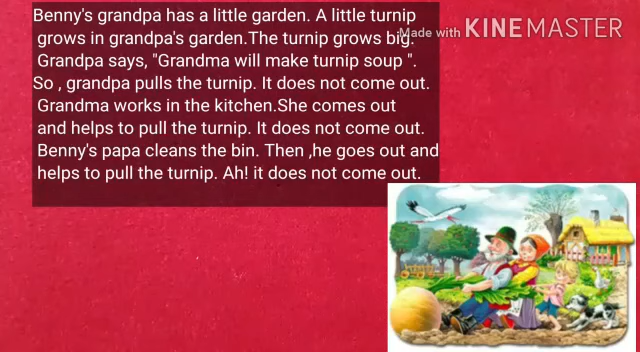 Benny's grandpa has a little garden. A little turnip
grows in grandpa's garden.The turnip grows big.
Made with KINEMASTER
Grandpa says, "Grandma will make turnip soup ".
So , grandpa pulls the turnip. It does not come out.
Grandma works in the kitchen.She comes out
and helps to pull the turnip. It does not come out.
Benny's papa cleans the bin. Then ,he goes out and
helps to pull the turnip. Ah! it does not come out.